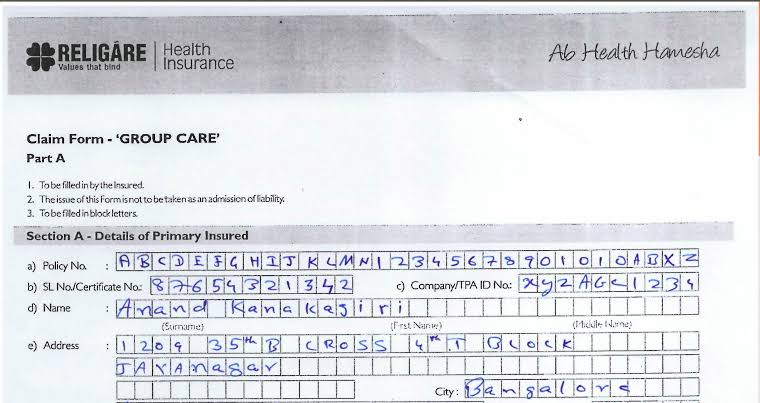 RELIGARE Health
Values that bind Insurance
Ab Health Hamesha
Claim Form - 'GROUP CARE'
Part A
1. To be filled in by the Insured.
2. The issue of this Form is not to be taken as an admission of liability.
3. To be filled in block letters.
Section A - Details of Primary Insured
a) Policy No. : ABCDEFGHIJKLMN12345678901010ABXZ
b) SL No./Certificate No.: 87654321342 c) Company/TPA ID No.: XYZAGC1234
d) Name : Anand Kanakagiri
(Surname) (First Name) (Middle Name)
e) Address : 1209 35th B CROSS 4th T BLOCK
JAYAnagar
City : Bangalore